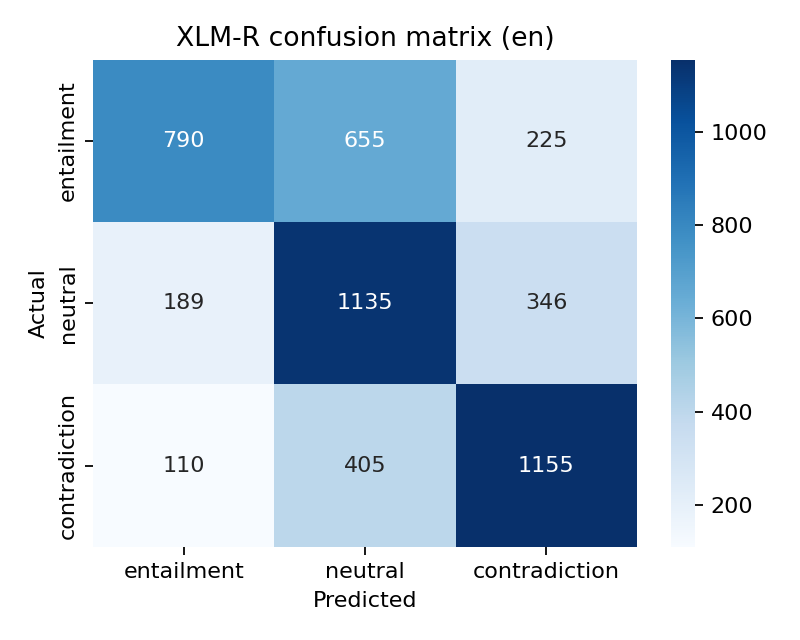 XLM-R confusion matrix (en)
Actual
entailment
790 655 225
neutral
189 1135 346
contradiction
110 405 1155
entailment neutral contradiction
Predicted
1000
800
600
400
200